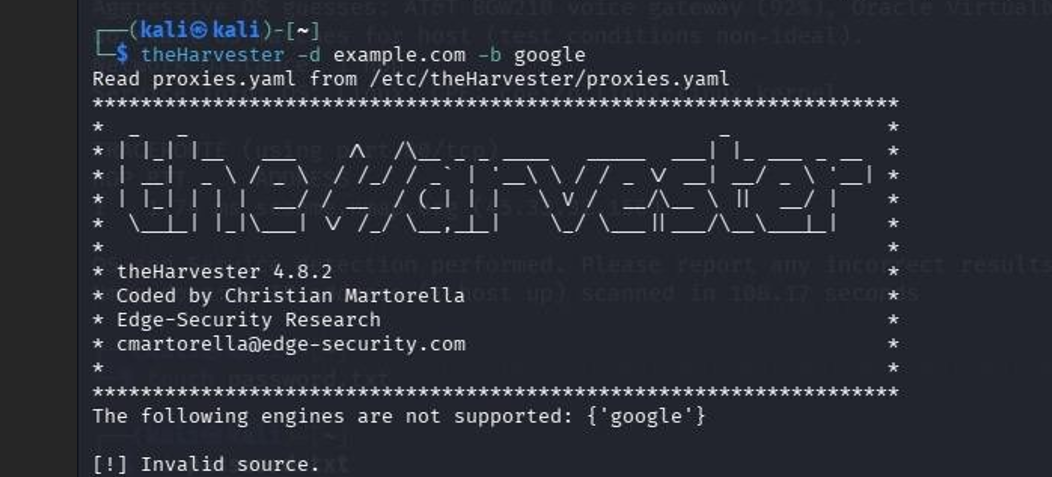 ┌──(kali㉿kali)-[~]
└─$ theHarvester -d example.com -b google
Read proxies.yaml from /etc/theHarvester/proxies.yaml
*******************************************************************
* theHarvester *
* theHarvester 4.8.2 *
* Coded by Christian Martorella *
* Edge-Security Research *
* cmartorella@edge-security.com *
* *
*******************************************************************
The following engines are not supported: {'google'}
[!] Invalid source.